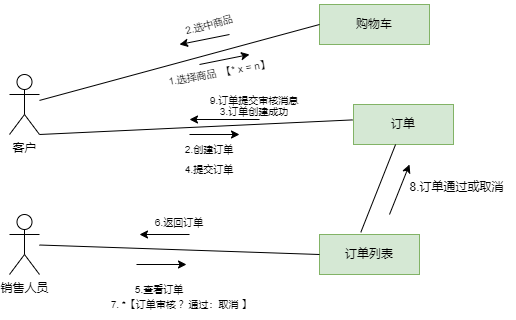 2.选中商品
购物车
1.选择商品 【* x = n】
9.订单提交审核消息
3.订单创建成功
订单
客户
2.创建订单
4.提交订单
8.订单通过或取消
6.返回订单
订单列表
销售人员
5.查看订单
7. *【订单审核 ？通过：取消 】